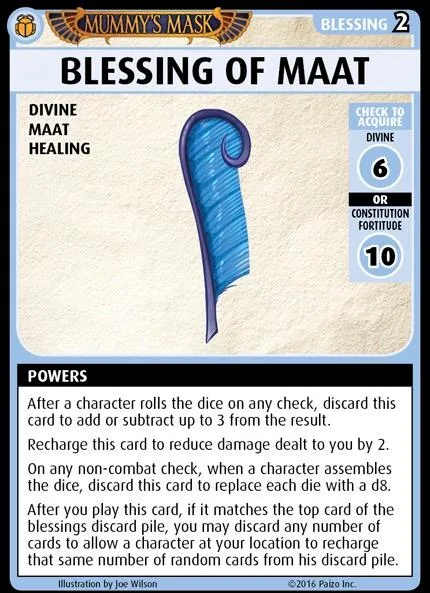 MUMMY'S MASK
BLESSING 2
BLESSING OF MAAT
DIVINE
MAAT
HEALING
CHECK TO
ACQUIRE
DIVINE
6
OR
CONSTITUTION
FORTITUDE
10
POWERS
After a character rolls the dice on any check, discard this
card to add or subtract up to 3 from the result.
Recharge this card to reduce damage dealt to you by 2.
On any non-combat check, when a character assembles
the dice, discard this card to replace each die with a d8.
After you play this card, if it matches the top card of the
blessings discard pile, you may discard any number of
cards to allow a character at your location to recharge
that same number of random cards from his discard pile.
Illustration by Joe Wilson
©2016 Paizo Inc.